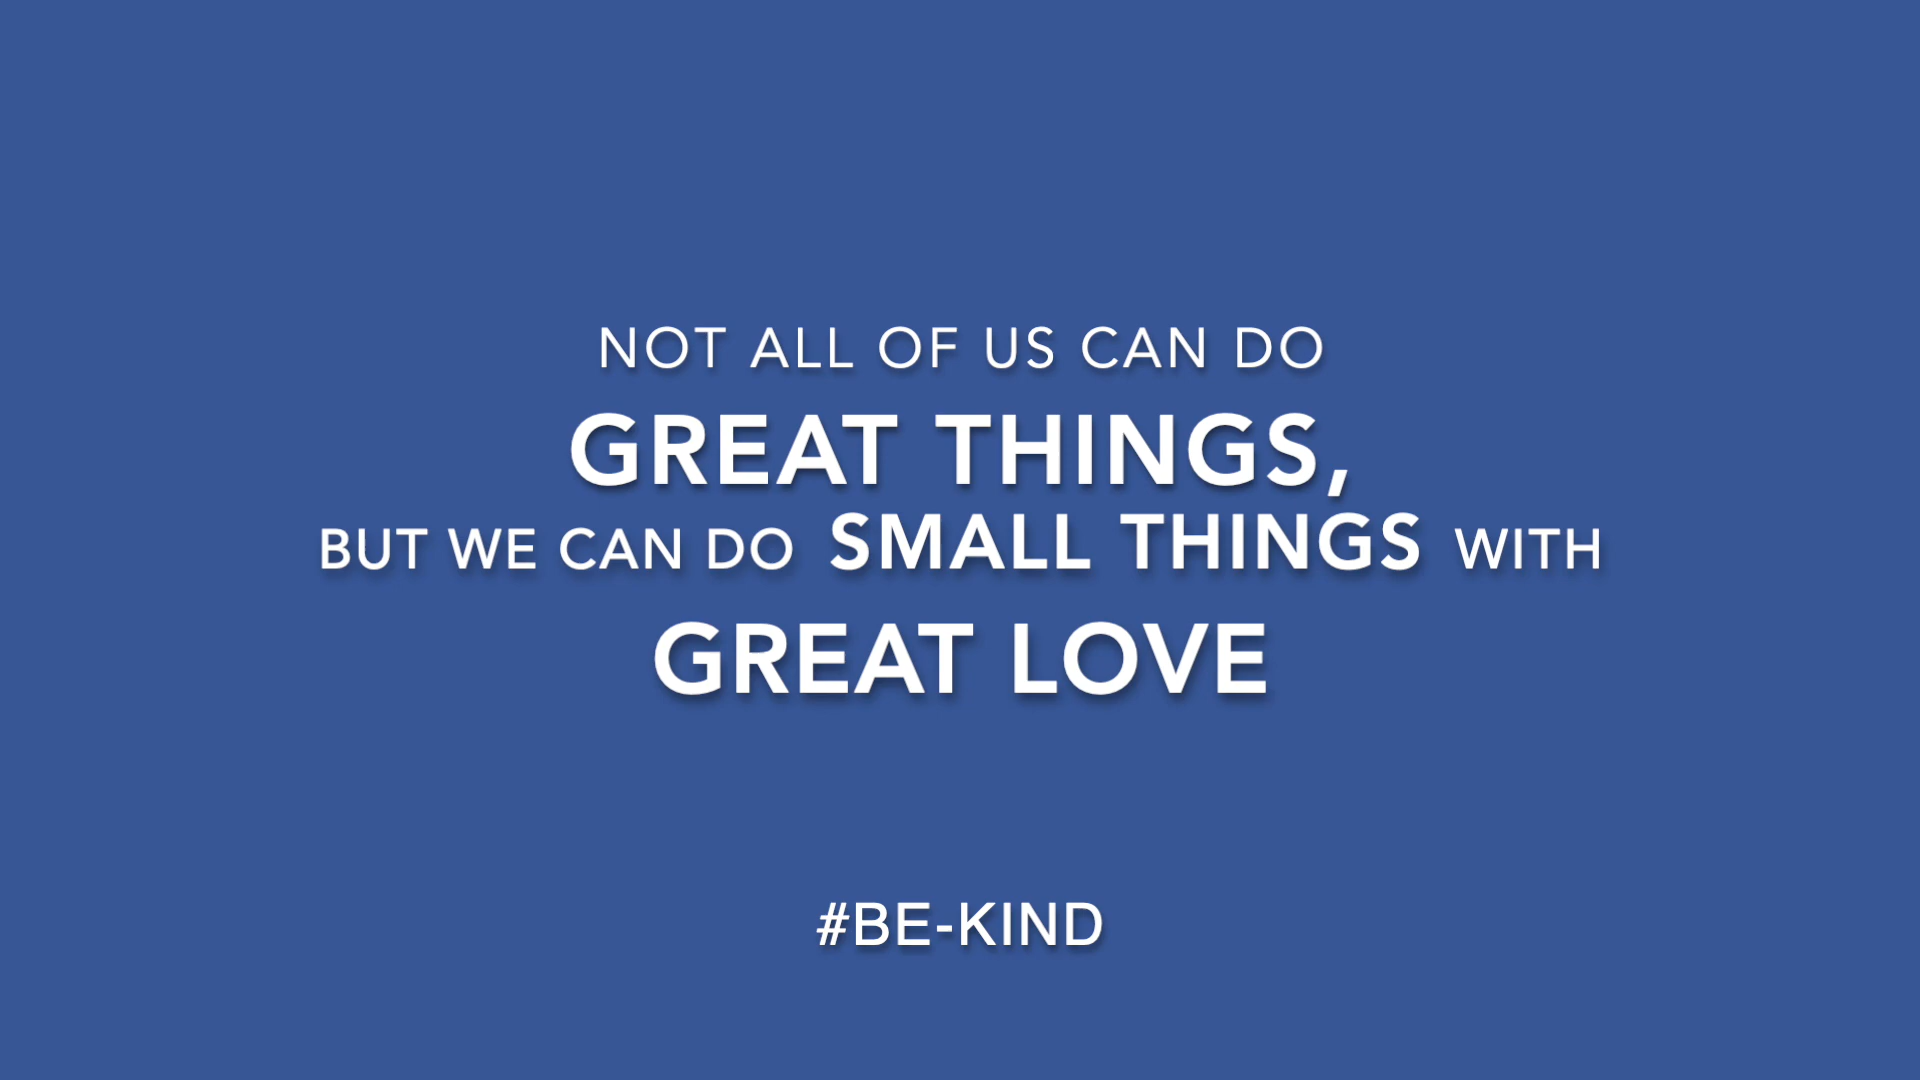 NOT ALL OF US CAN DO
GREAT THINGS,
BUT WE CAN DO SMALL THINGS WITH
GREAT LOVE
#BE-KIND